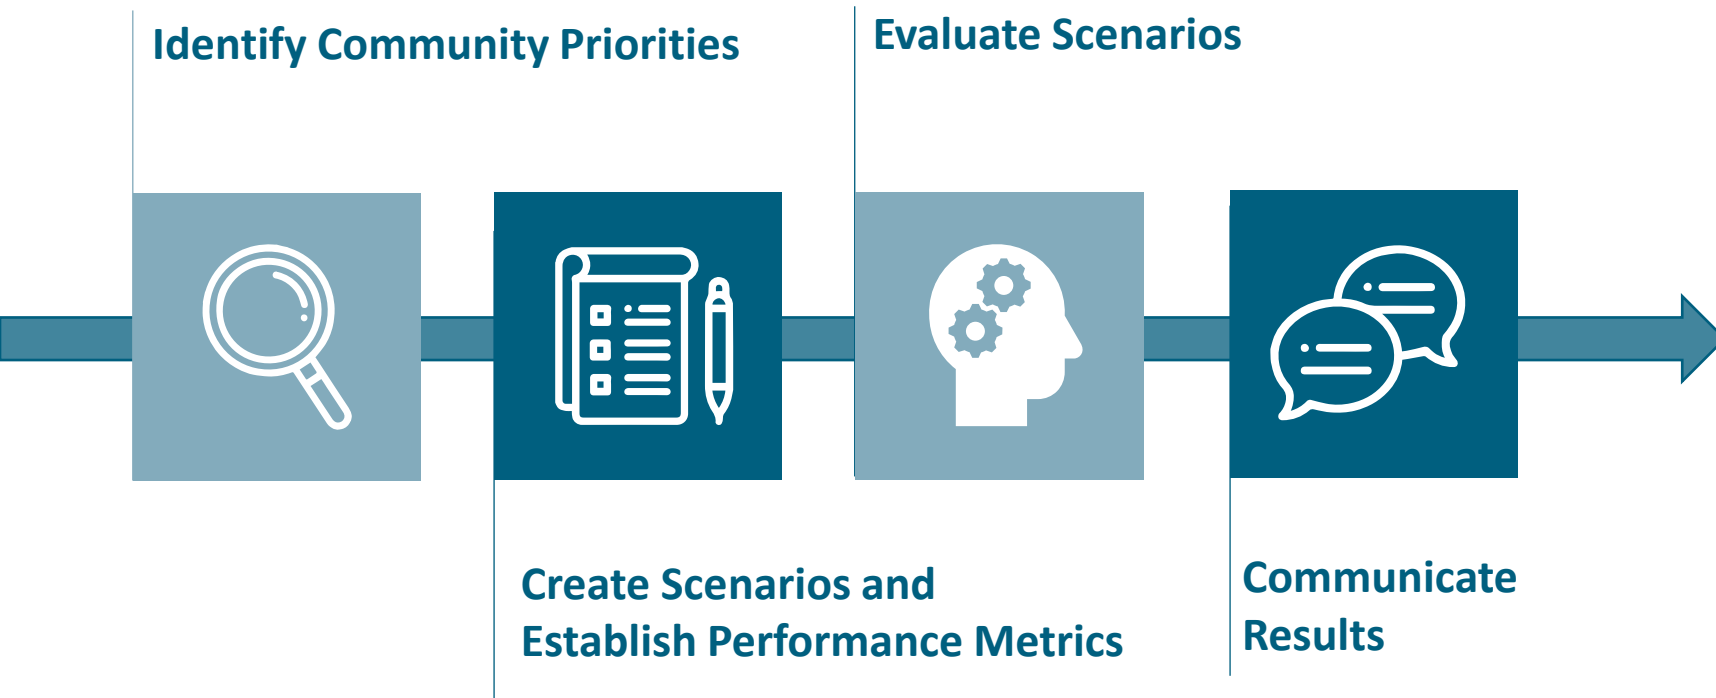 Identify Community Priorities
Create Scenarios and
Establish Performance Metrics
Evaluate Scenarios
Communicate
Results